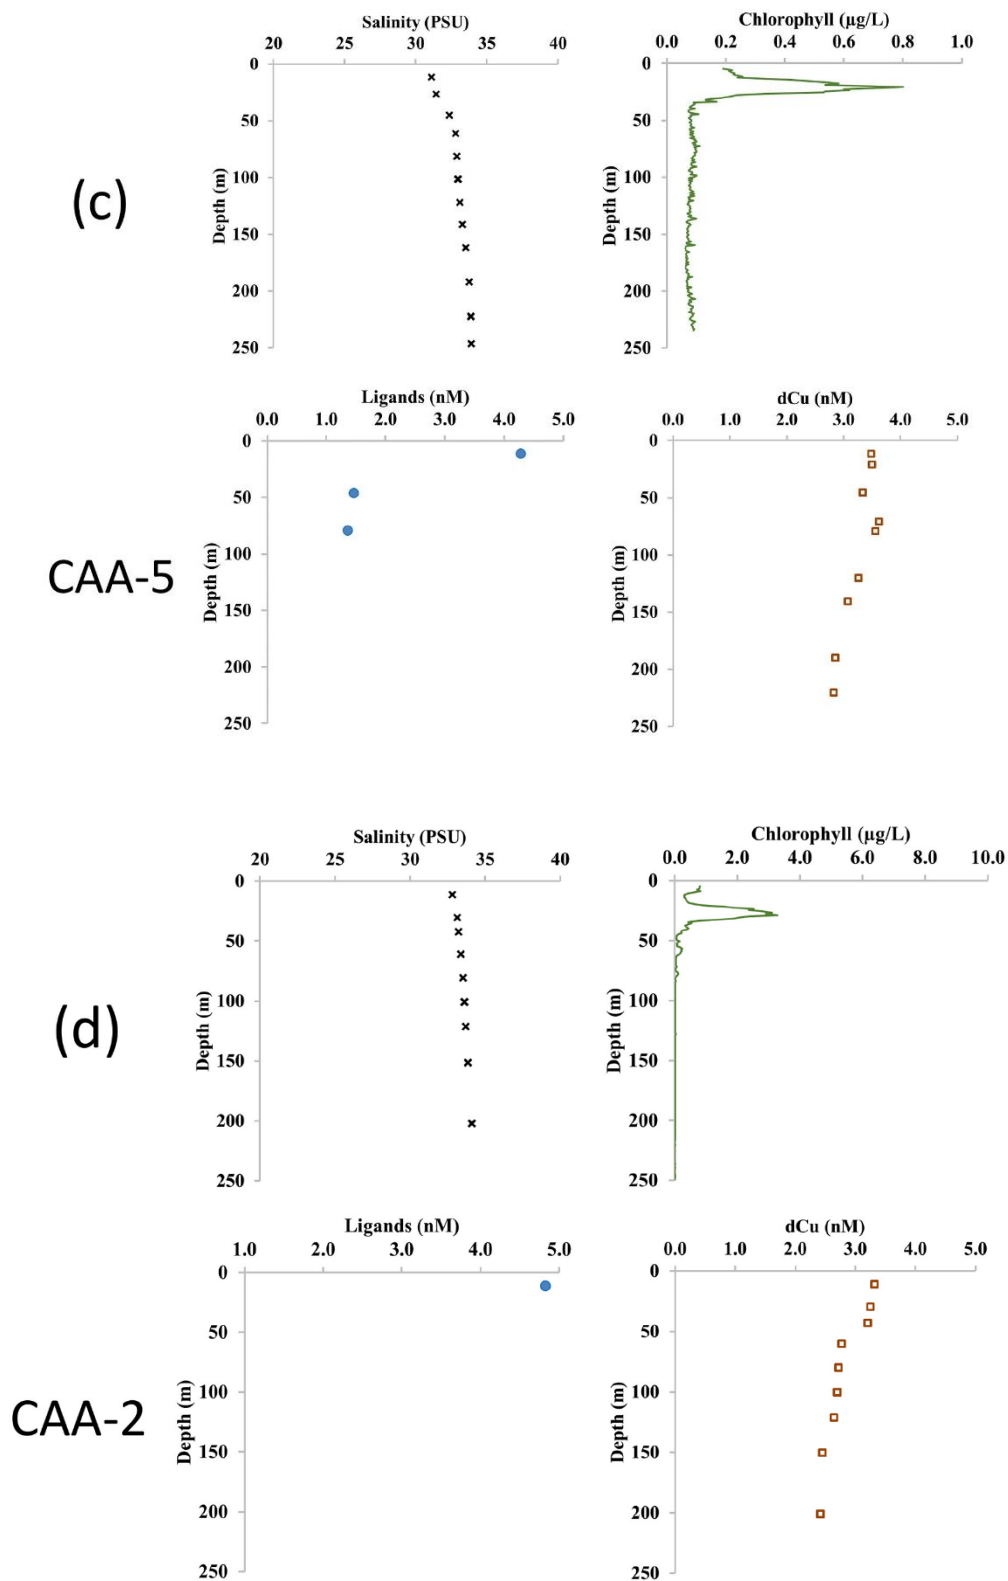 Salinity (PSU)
20 25 30 35 40
0
50
100
150
200
250
Depth (m)
Chlorophyll (µg/L)
0.0 0.2 0.4 0.6 0.8 1.0
0
50
100
150
200
250
Depth (m)
(c)
Ligands (nM)
0.0 1.0 2.0 3.0 4.0 5.0
0
50
100
150
200
250
Depth (m)
dCu (nM)
0.0 1.0 2.0 3.0 4.0 5.0
0
50
100
150
200
250
Depth (m)
CAA-5
Salinity (PSU)
20 25 30 35 40
0
50
100
150
200
250
Depth (m)
Chlorophyll (µg/L)
0.0 2.0 4.0 6.0 8.0 10.0
0
50
100
150
200
250
Depth (m)
(d)
Ligands (nM)
1.0 2.0 3.0 4.0 5.0
0
50
100
150
200
250
Depth (m)
dCu (nM)
0.0 1.0 2.0 3.0 4.0 5.0
0
50
100
150
200
250
Depth (m)
CAA-2